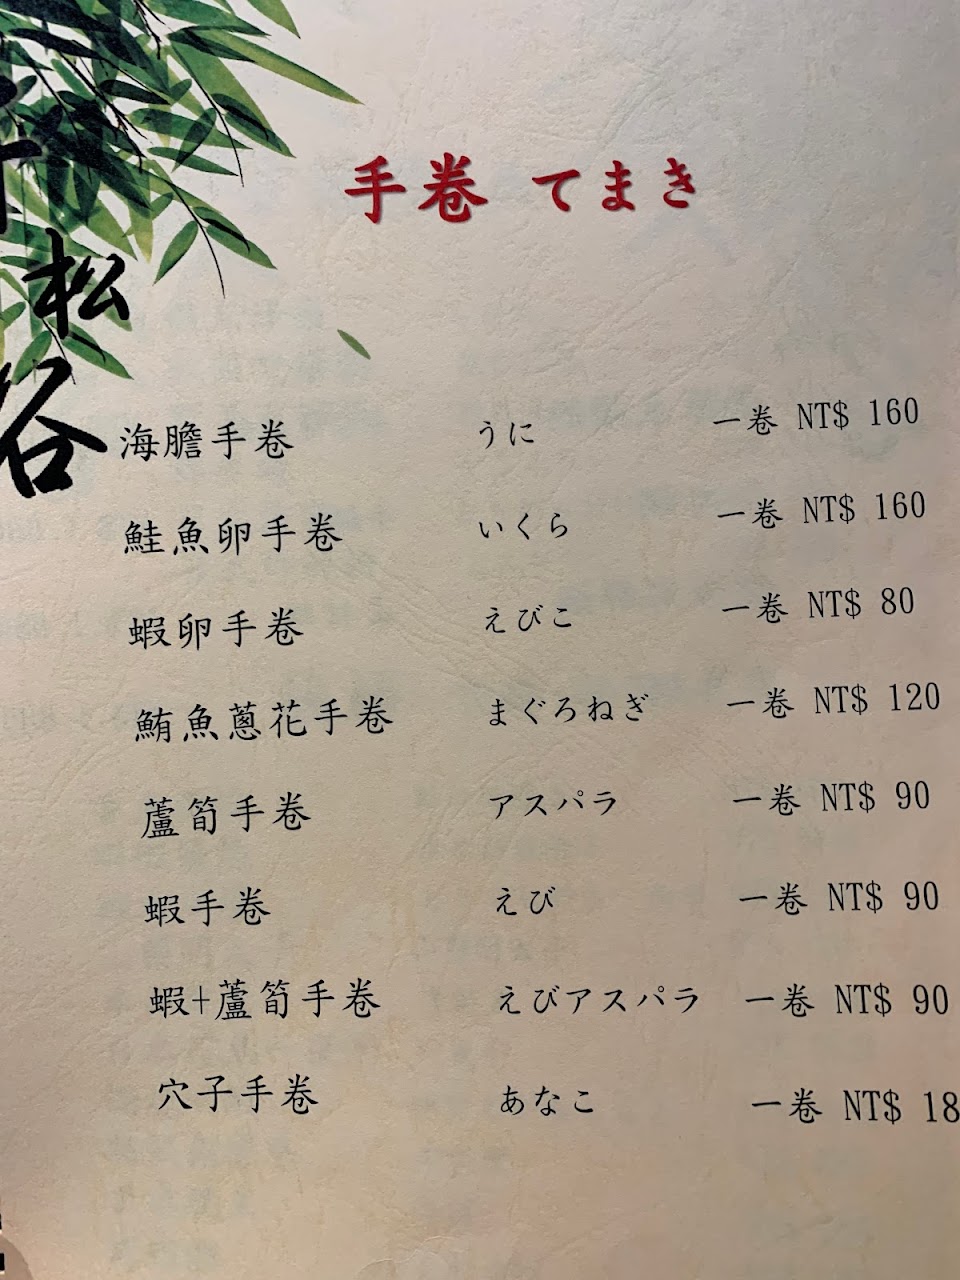 手卷 てまき
松
谷
海膽手卷 うに 一卷 NT$ 160
鮭魚卵手卷 いくら 一卷 NT$ 160
蝦卵手卷 えびこ 一卷 NT$ 80
鮪魚蔥花手卷 まぐろねぎ 一卷 NT$ 120
蘆筍手卷 アスパラ 一卷 NT$ 90
蝦手卷 えび 一卷 NT$ 90
蝦+蘆筍手卷 えびアスパラ 一卷 NT$ 90
穴子手卷 あなこ 一卷 NT$ 18